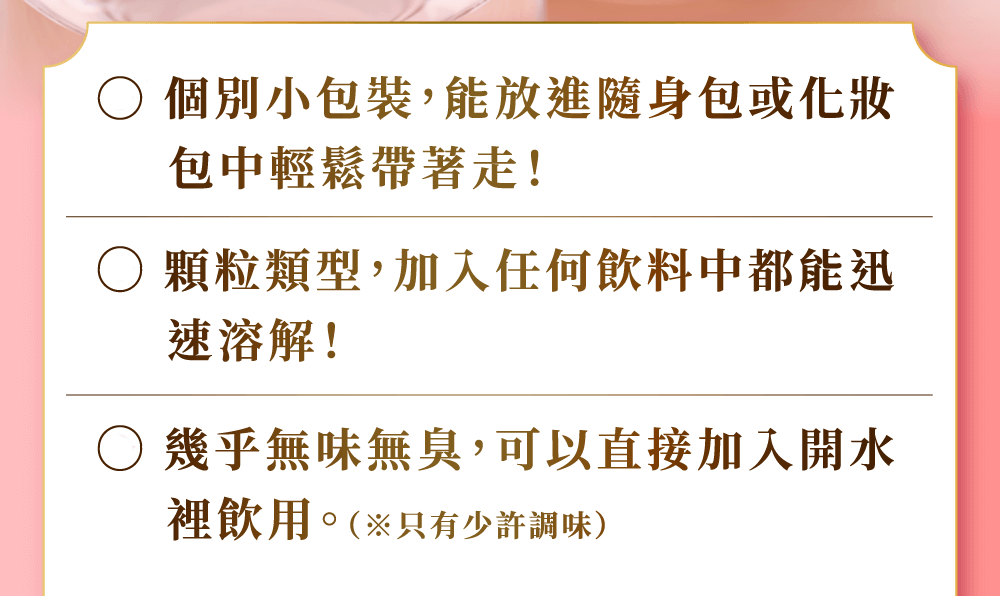 ○ 個別小包裝，能放進隨身包或化妝
包中輕鬆帶著走！
○ 顆粒類型，加入任何飲料中都能迅
速溶解！
○ 幾乎無味無臭，可以直接加入開水
裡飲用。（※只有少許調味）